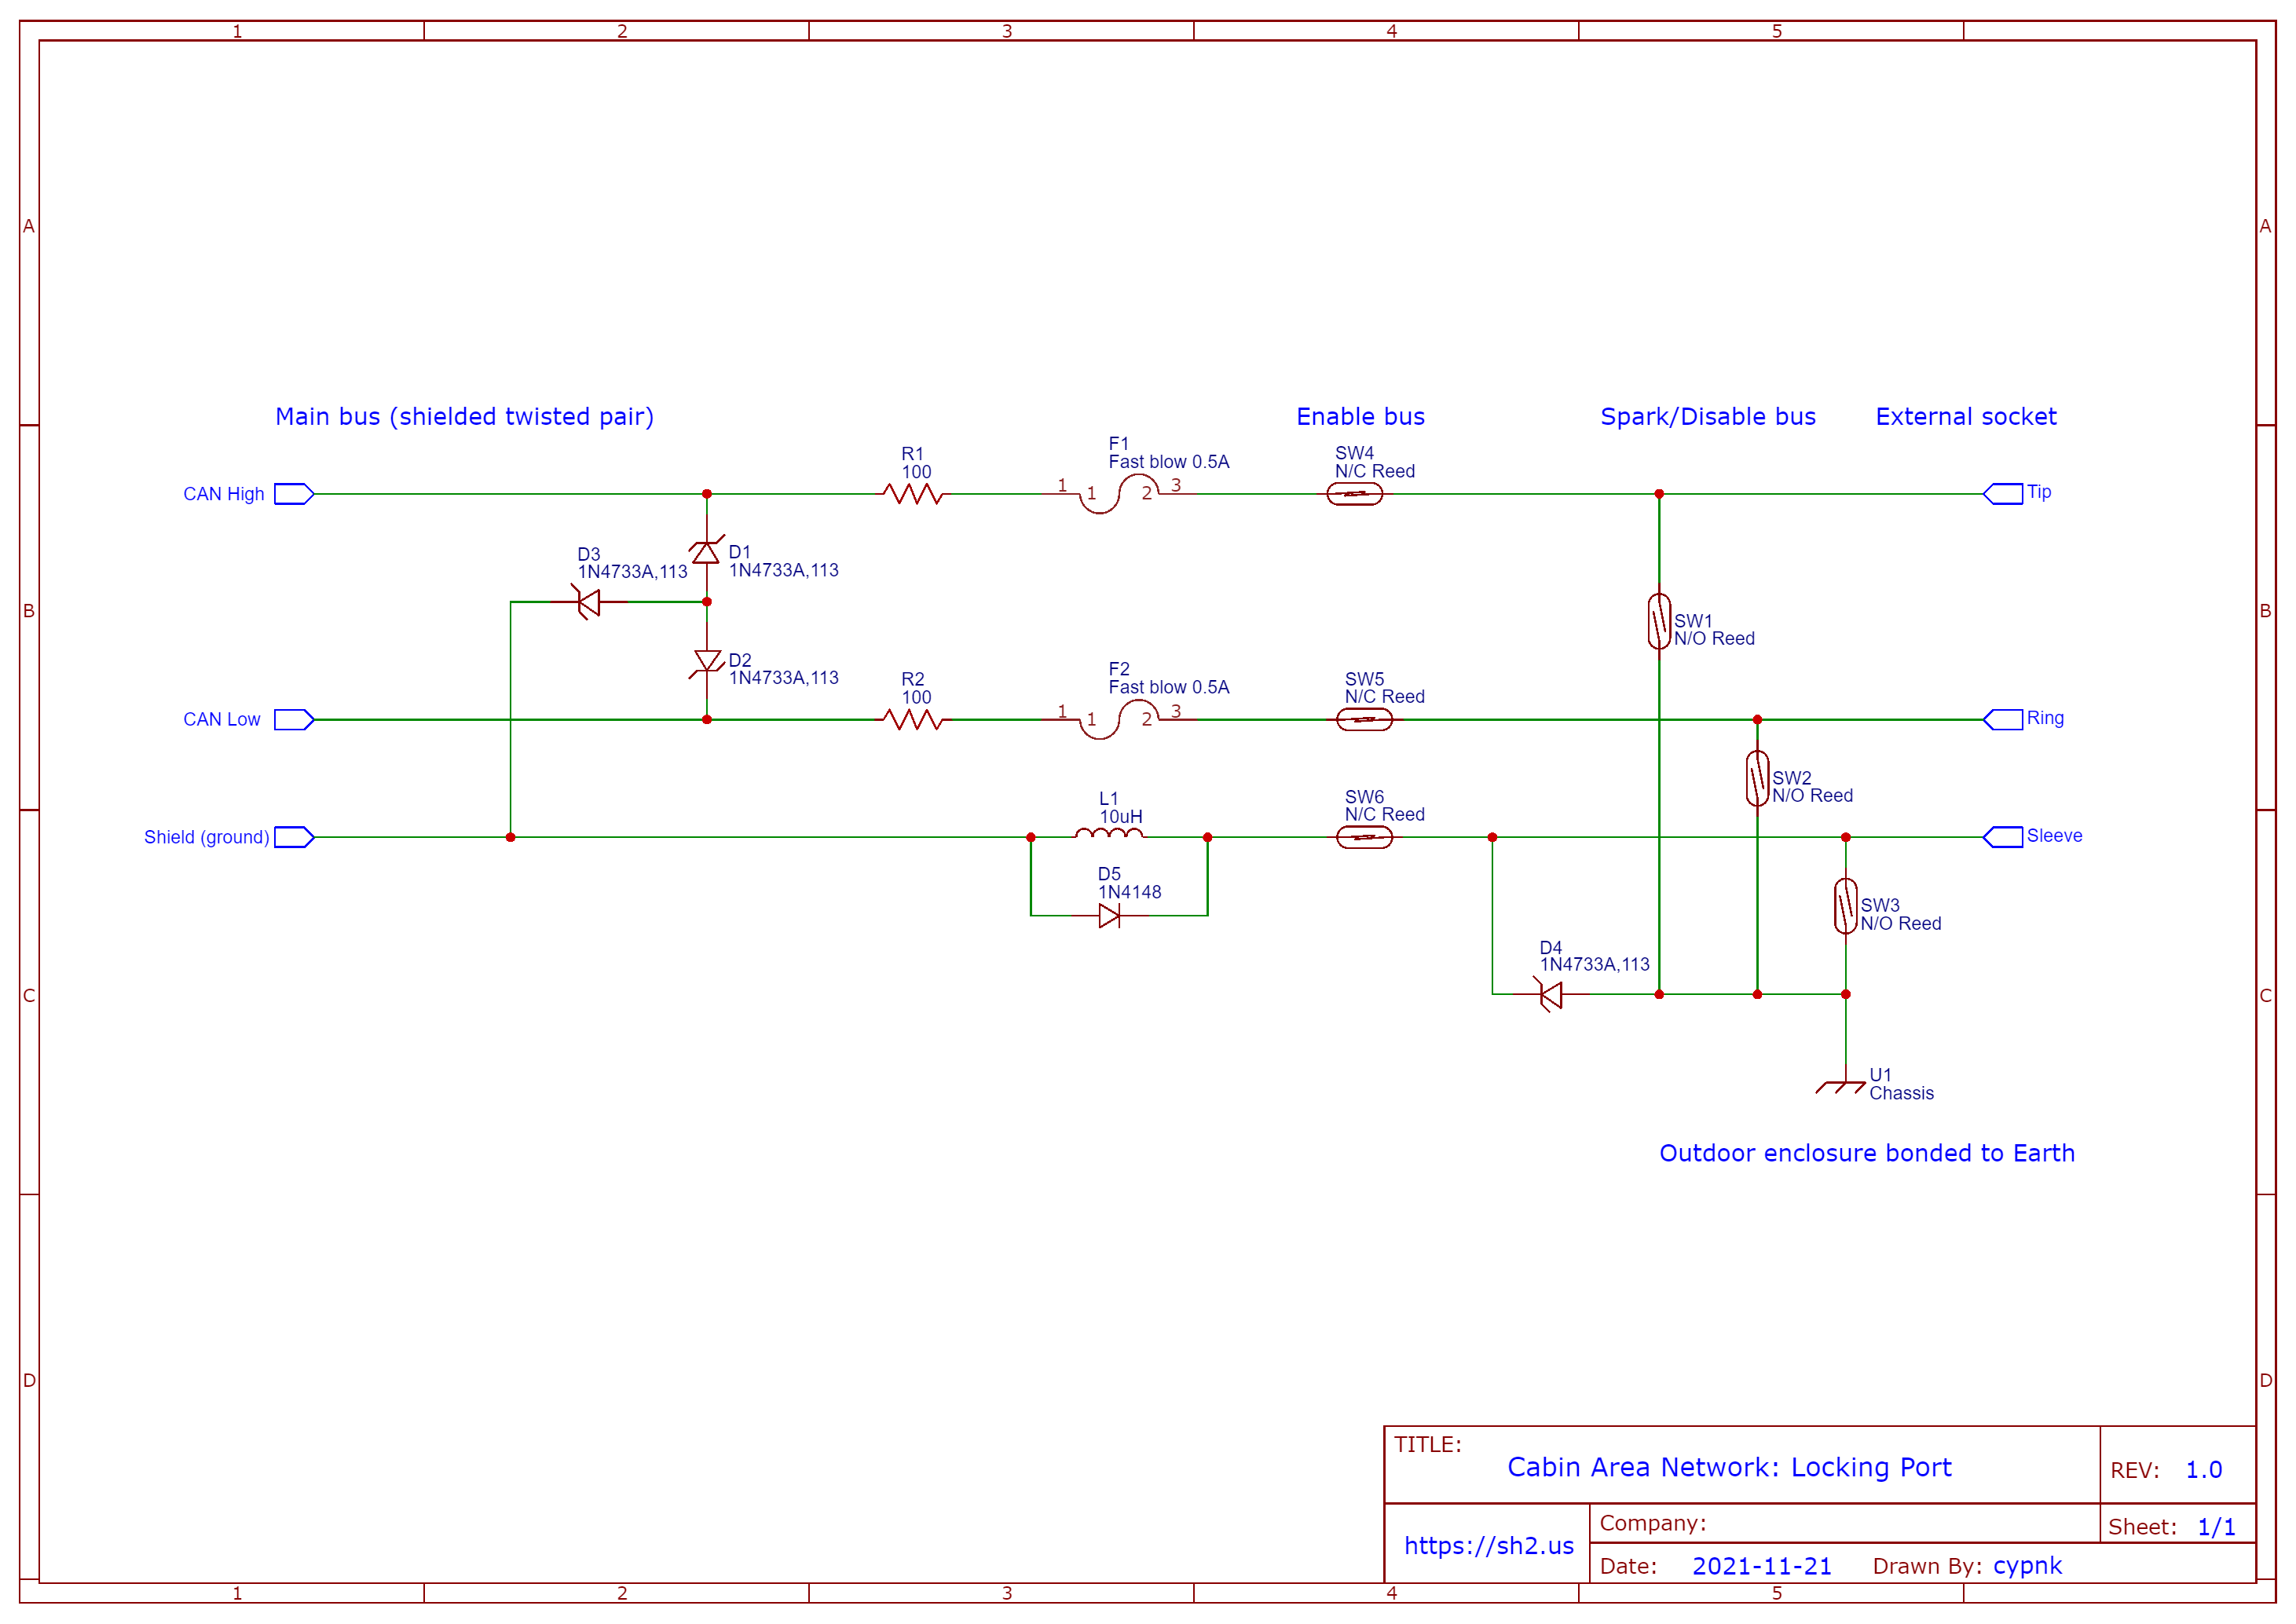 1 2 3 4 5
A A
Main bus (shielded twisted pair) Enable bus Spark/Disable bus External socket
CAN High
R1
100
F1
Fast blow 0.5A
1 1 2 3
SW4
N/C Reed
Tip
D3
1N4733A,113
D1
1N4733A,113
B B
SW1
N/O Reed
D2
1N4733A,113
CAN Low
R2
100
F2
Fast blow 0.5A
1 1 2 3
SW5
N/C Reed
Ring
SW2
N/O Reed
Shield (ground)
L1
10uH
SW6
N/C Reed
Sleeve
D5
1N4148
SW3
N/O Reed
D4
1N4733A,113
C C
U1
Chassis
Outdoor enclosure bonded to Earth
D D
TITLE:
Cabin Area Network: Locking Port
REV: 1.0
https://sh2.us
Company:
Sheet: 1/1
Date: 2021-11-21 Drawn By: cypnk
1 2 3 4 5